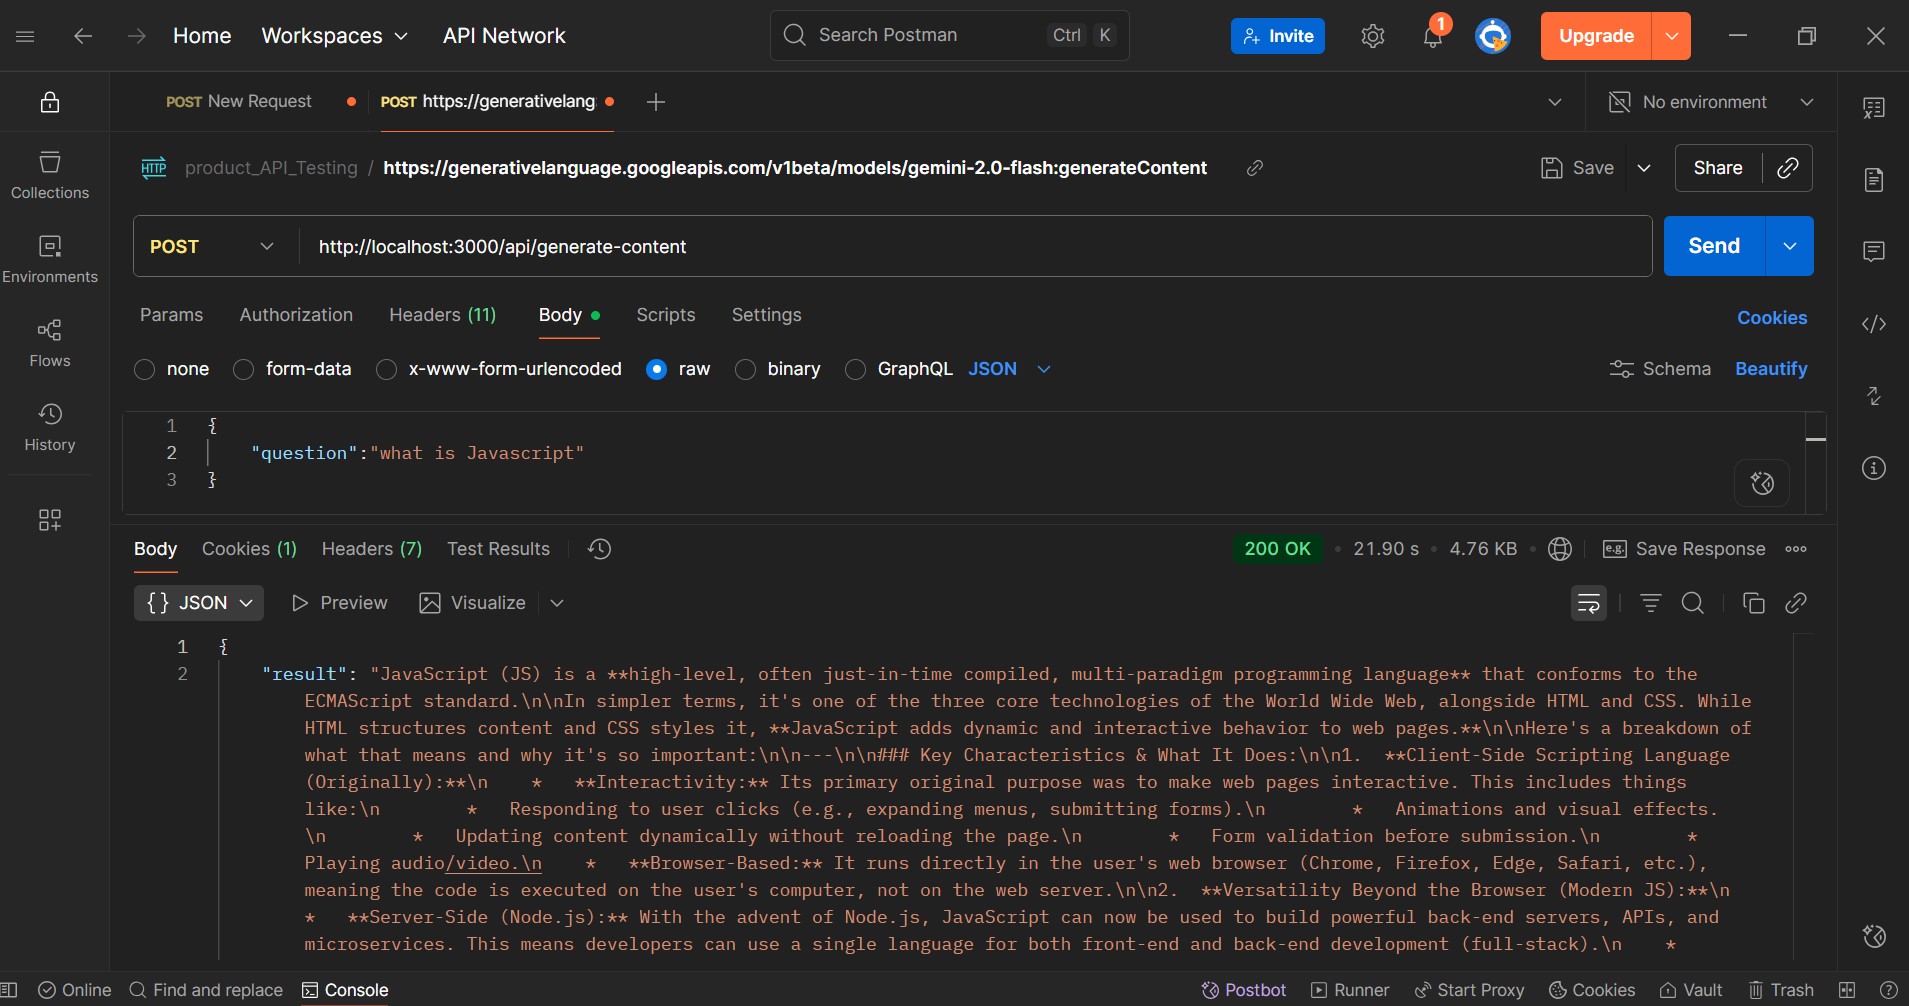 Home Workspaces API Network Search Postman Ctrl K Invite 1 Upgrade
POST New Request POST https://generativelang No environment
HTTP product_API_Testing / https://generativelanguage.googleapis.com/v1beta/models/gemini-2.0-flash:generateContent Save Share
Collections
POST http://localhost:3000/api/generate-content Send
Environments
Params Authorization Headers (11) Body Scripts Settings Cookies
Flows
none form-data x-www-form-urlencoded raw binary GraphQL JSON Schema Beautify
History
1 {
2 "question":"what is Javascript"
3 }
Body Cookies (1) Headers (7) Test Results 200 OK • 21.90 s • 4.76 KB • e.g. Save Response
{} JSON Preview Visualize
1 {
2 "result": "JavaScript (JS) is a **high-level, often just-in-time compiled, multi-paradigm programming language** that conforms to the
ECMAScript standard.\n\nIn simpler terms, it's one of the three core technologies of the World Wide Web, alongside HTML and CSS. While
HTML structures content and CSS styles it, **JavaScript adds dynamic and interactive behavior to web pages.**\n\nHere's a breakdown of
what that means and why it's so important:\n\n---\n\n### Key Characteristics & What It Does:\n\n1.  **Client-Side Scripting Language
(Originally):**\n    *   **Interactivity:** Its primary original purpose was to make web pages interactive. This includes things
like:\n        *   Responding to user clicks (e.g., expanding menus, submitting forms).\n        *   Animations and visual effects.
\n        *   Updating content dynamically without reloading the page.\n        *   Form validation before submission.\n        *
Playing audio/video.\n    *   **Browser-Based:** It runs directly in the user's web browser (Chrome, Firefox, Edge, Safari, etc.),
meaning the code is executed on the user's computer, not on the web server.\n\n2.  **Versatility Beyond the Browser (Modern JS):**\n
*   **Server-Side (Node.js):** With the advent of Node.js, JavaScript can now be used to build powerful back-end servers, APIs, and
microservices. This means developers can use a single language for both front-end and back-end development (full-stack).\n    *
Online Find and replace Console Postbot Runner Start Proxy Cookies Vault Trash